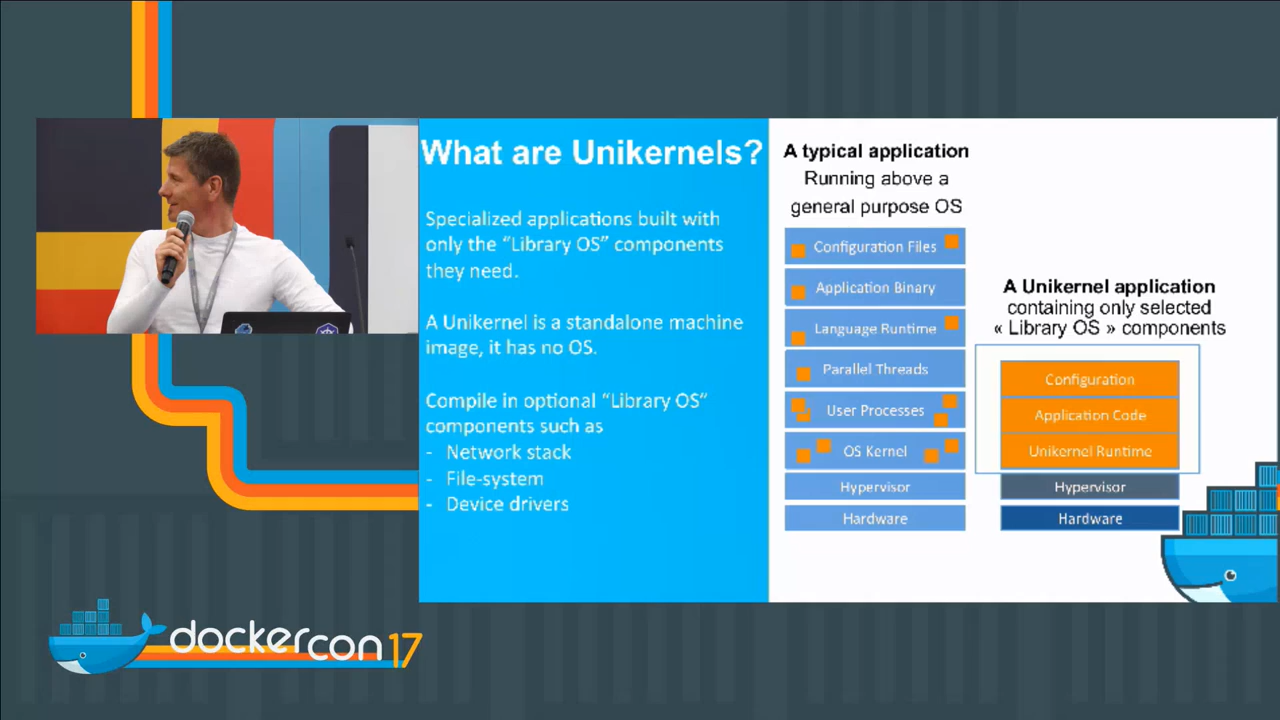 What are Unikernels?
Specialized applications built with
only the “Library OS” components
they need.
A Unikernel is a standalone machine
image, it has no OS.
Compile in optional “Library OS”
components such as
- Network stack
- File-system
- Device drivers
A typical application
Running above a
general purpose OS
Configuration Files
Application Binary
Language Runtime
Parallel Threads
User Processes
OS Kernel
Hypervisor
Hardware
A Unikernel application
containing only selected
« Library OS » components
Configuration
Application Code
Unikernel Runtime
Hypervisor
Hardware
dockercon 17